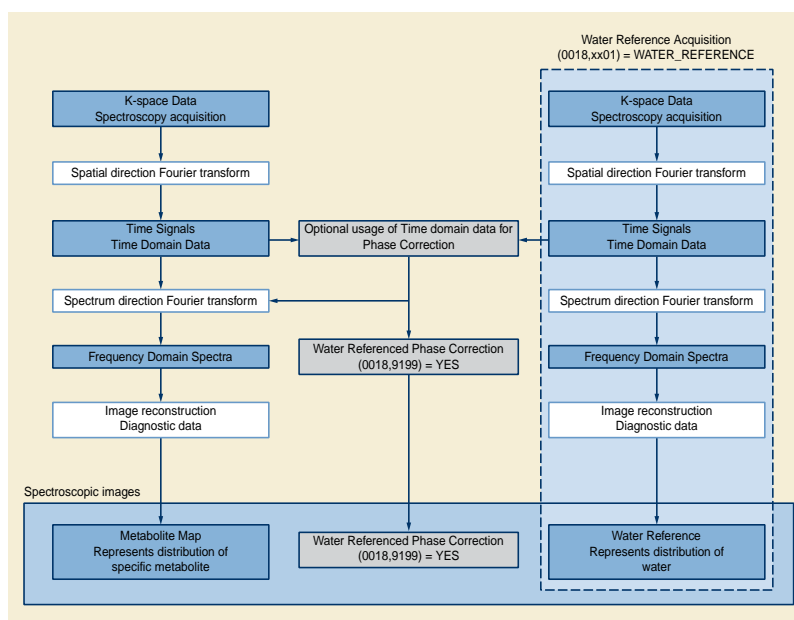 Water Reference Acquisition
(0018,xx01) = WATER_REFERENCE
K-space Data
Spectroscopy acquisition
K-space Data
Spectroscopy acquisition
Spatial direction Fourier transform
Spatial direction Fourier transform
Time Signals
Time Domain Data
Optional usage of Time domain data for
Phase Correction
Time Signals
Time Domain Data
Spectrum direction Fourier transform
Spectrum direction Fourier transform
Frequency Domain Spectra
Water Referenced Phase Correction
(0018,9199) = YES
Frequency Domain Spectra
Image reconstruction
Diagnostic data
Image reconstruction
Diagnostic data
Spectroscopic images
Metabolite Map
Represents distribution of
specific metabolite
Water Referenced Phase Correction
(0018,9199) = YES
Water Reference
Represents distribution of
water